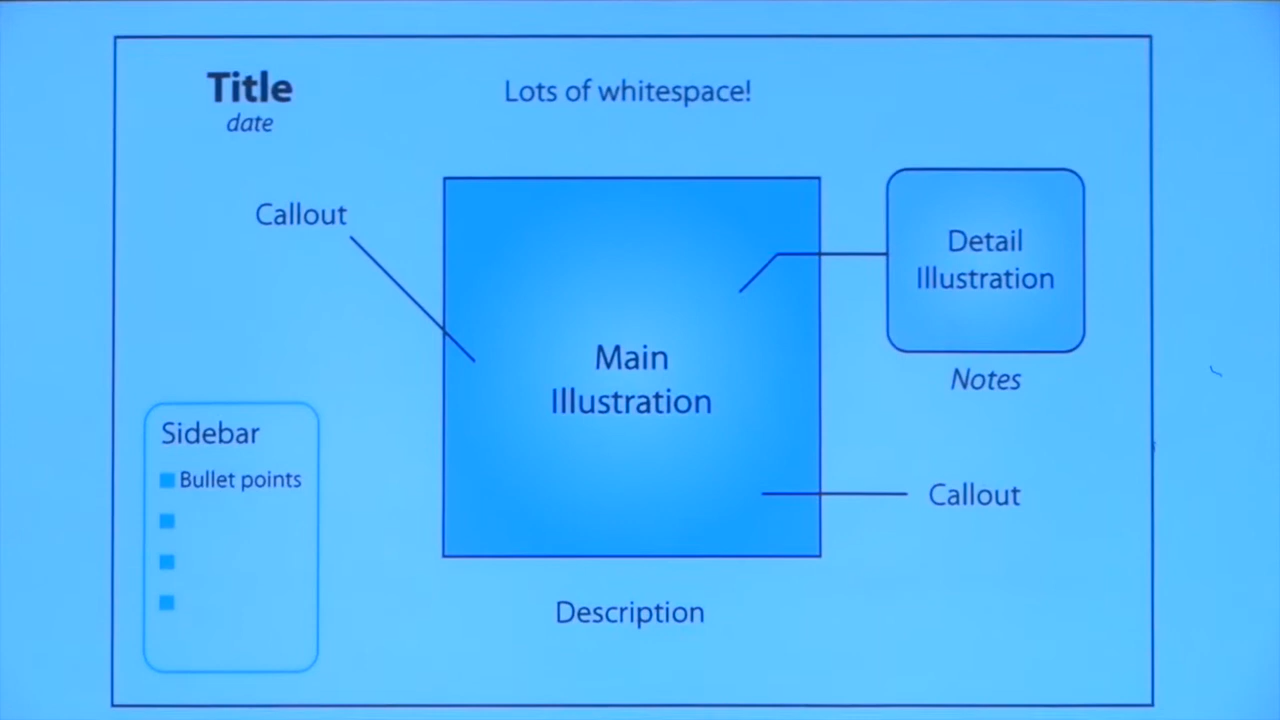 Title
date
Lots of whitespace!
Callout
Detail
Illustration
Main
Illustration
Notes
Sidebar
Bullet points
Callout
Description